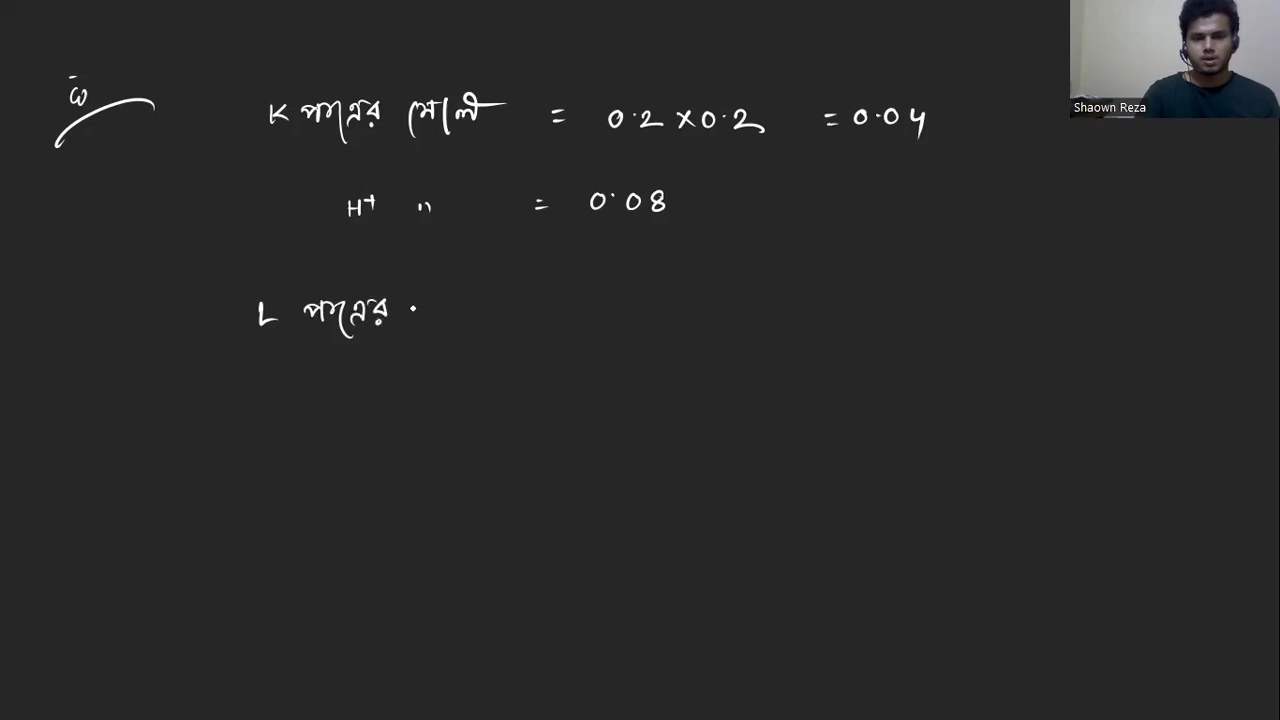 ঘ
K পাত্রের মোল = 0.2 × 0.2 = 0.04
H+ " = 0.08
L পাত্রের
Shaown Reza